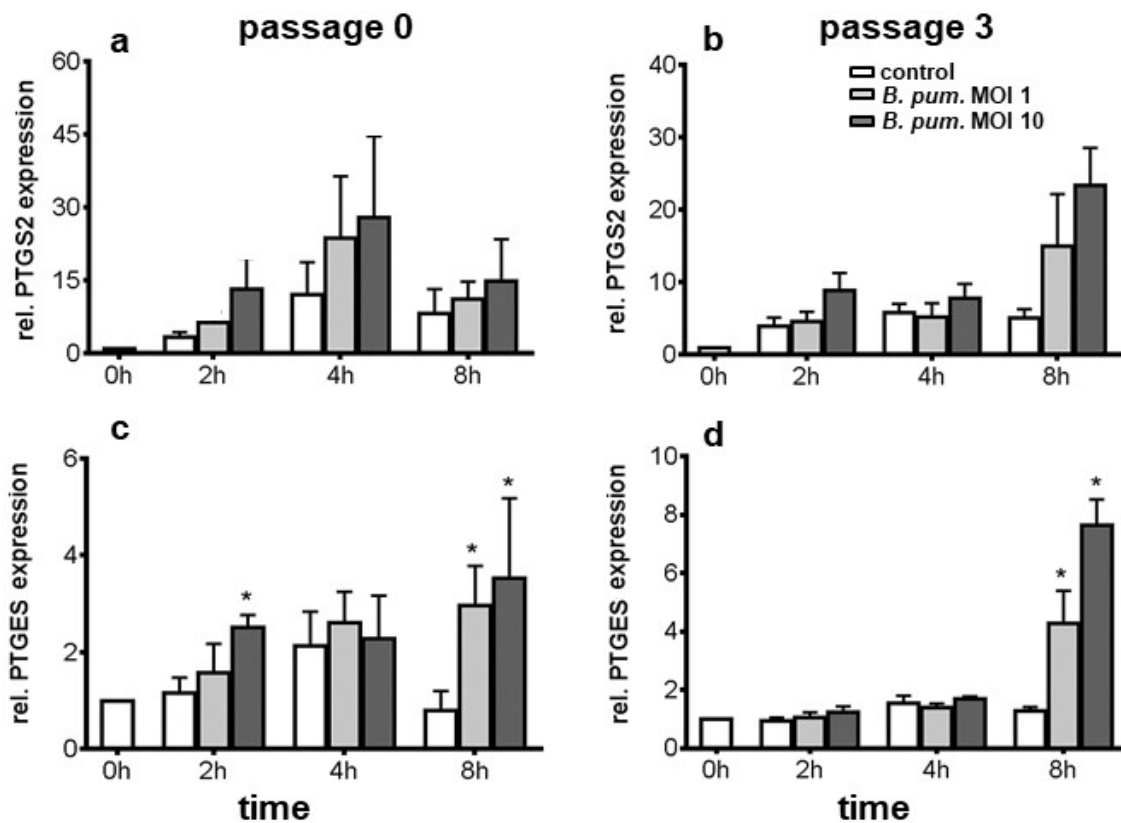 passage 0
passage 3
a
rel. PTGS2 expression
60
45
30
15
0
0h 2h 4h 8h
b
control
B. pum. MOI 1
B. pum. MOI 10
rel. PTGS2 expression
40
30
20
10
0
0h 2h 4h 8h
c
rel. PTGES expression
6
4
2
0
* * *
0h 2h 4h 8h
time
d
rel. PTGES expression
10
8
6
4
2
0
* *
0h 2h 4h 8h
time